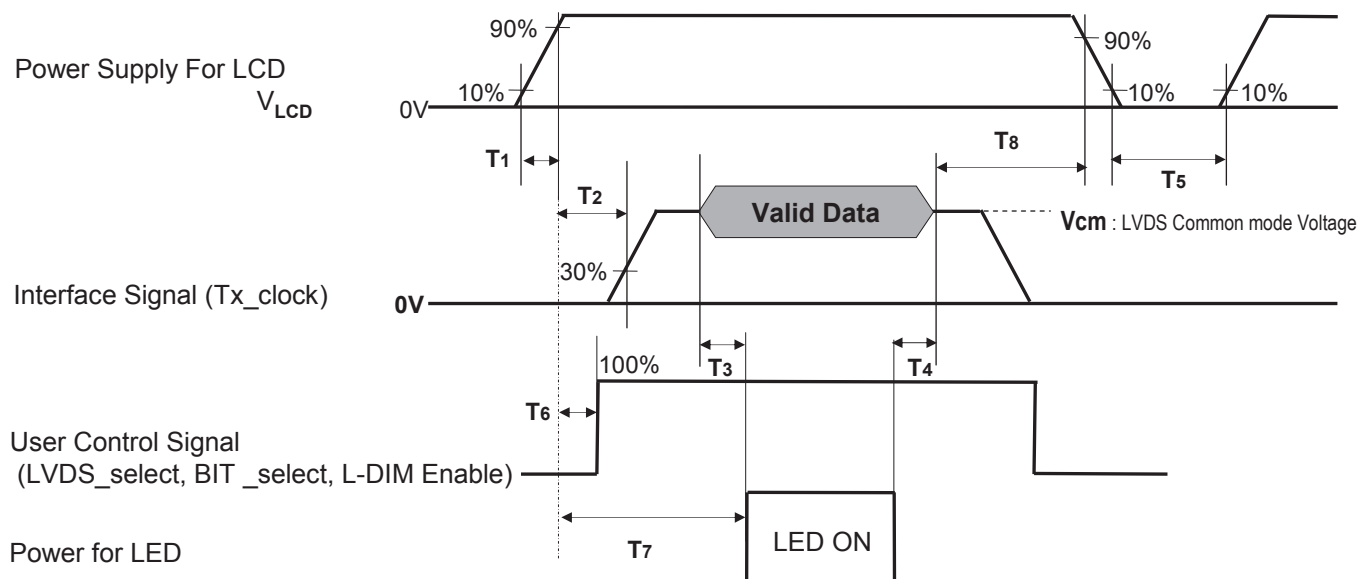 90%
90%
Power Supply For LCD
VLCD
10%
10%
10%
0V
T1
T8
T2
T5
Valid Data
Vcm : LVDS Common mode Voltage
30%
Interface Signal (Tx_clock)
0V
100%
T3
T4
T6
User Control Signal
(LVDS_select, BIT _select, L-DIM Enable)
T7
LED ON
Power for LED